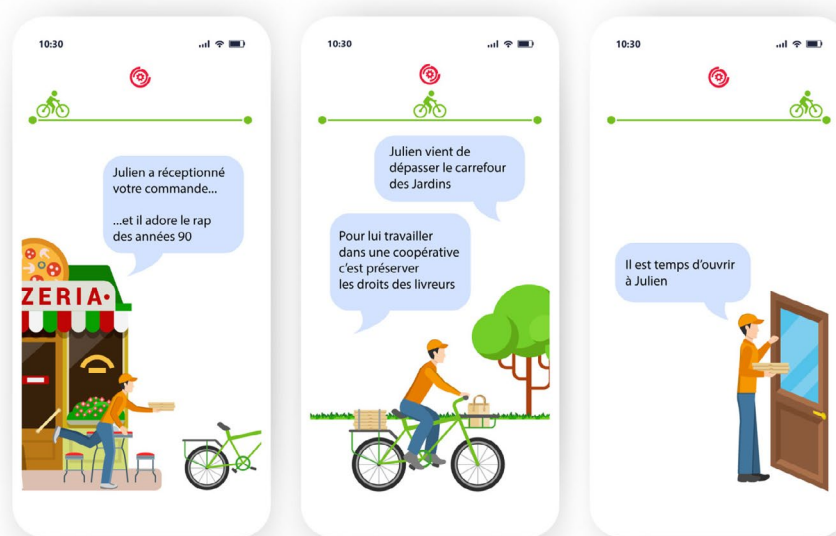 10:30
Julien a réceptionné
votre commande...
...et il adore le rap
des années 90
ZERIA·
10:30
Julien vient de
dépasser le carrefour
des Jardins
Pour lui travailler
dans une coopérative
c'est préserver
les droits des livreurs
10:30
Il est temps d'ouvrir
à Julien